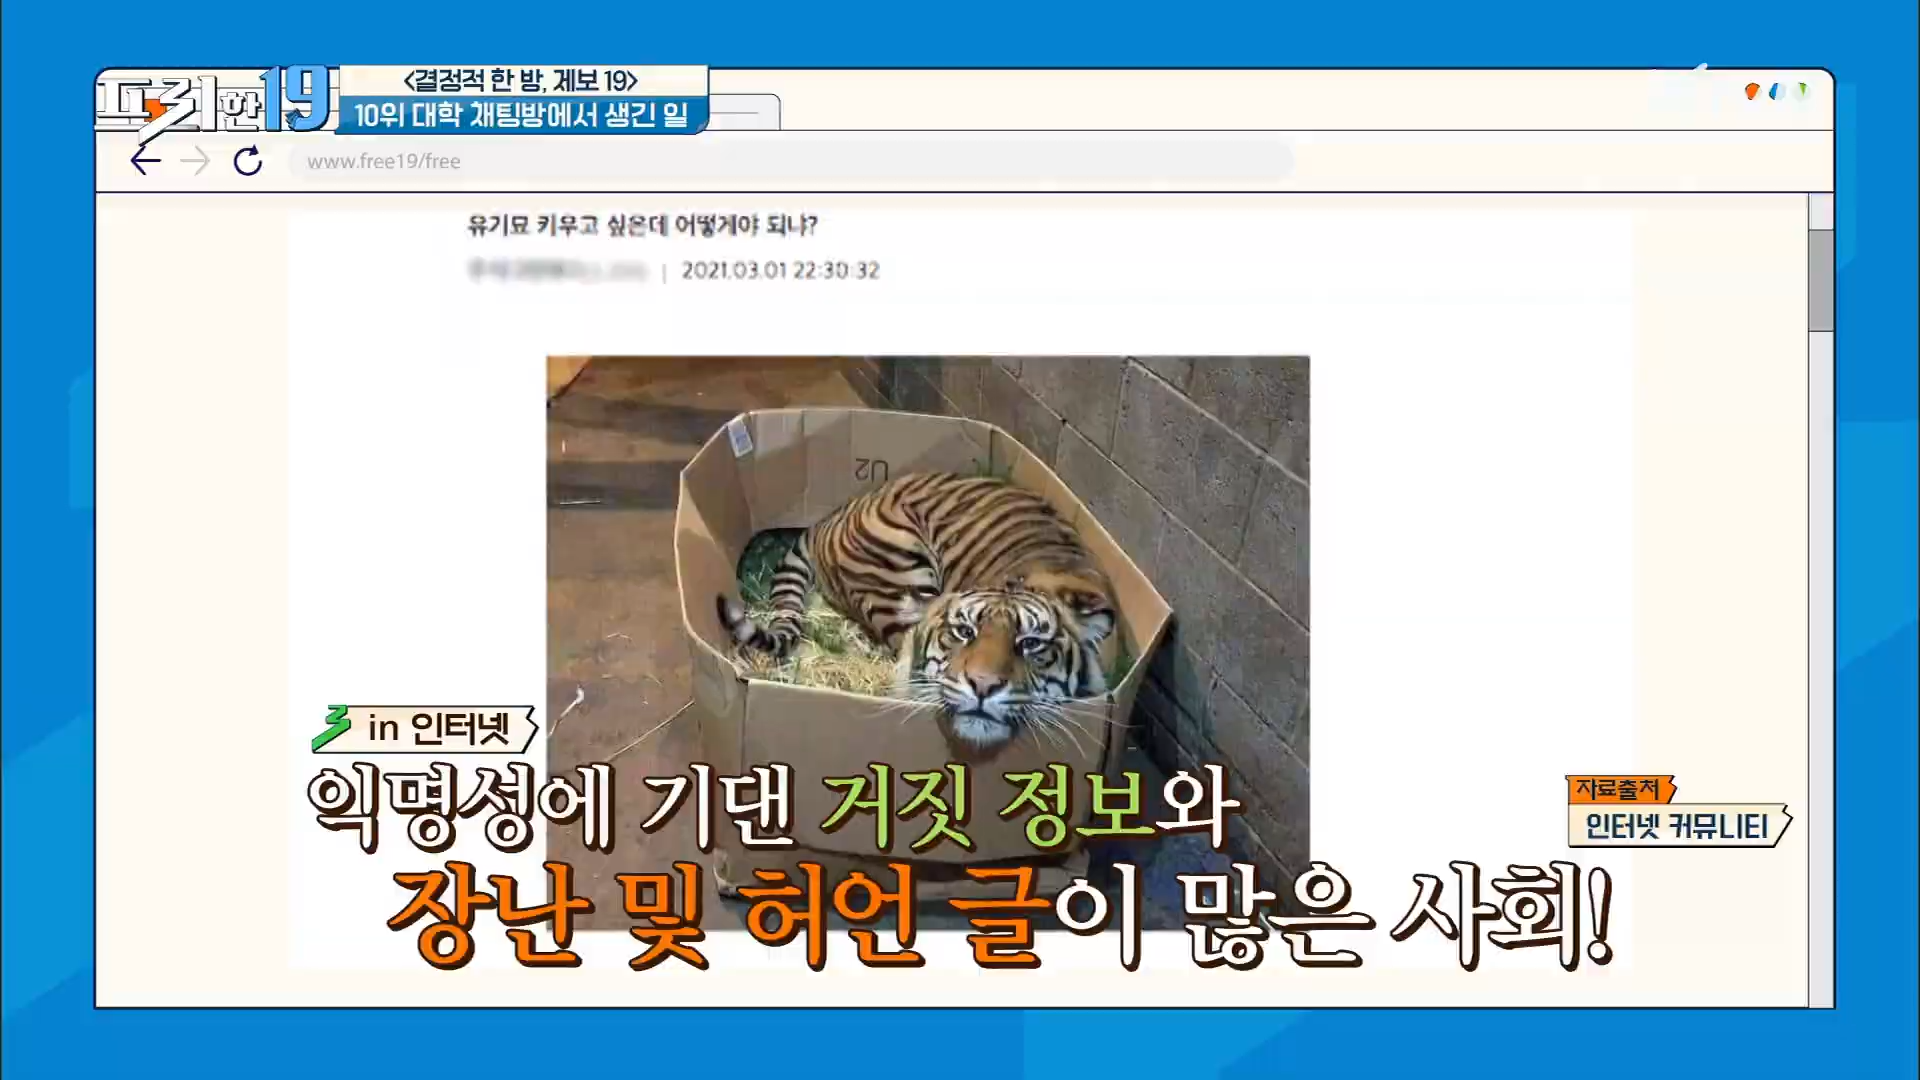 프리한19
<결정적 한 방, 제보 19>
10위 대학 채팅방에서 생긴 일
www.free19/free
유기묘 키우고 싶은데 어떻게야 되냐?
| 2021.03.01 22:30:32
U2
in 인터넷
익명성에 기댄 거짓 정보와
자료출처
인터넷 커뮤니티
장난 및 허언 글이 많은 사회!